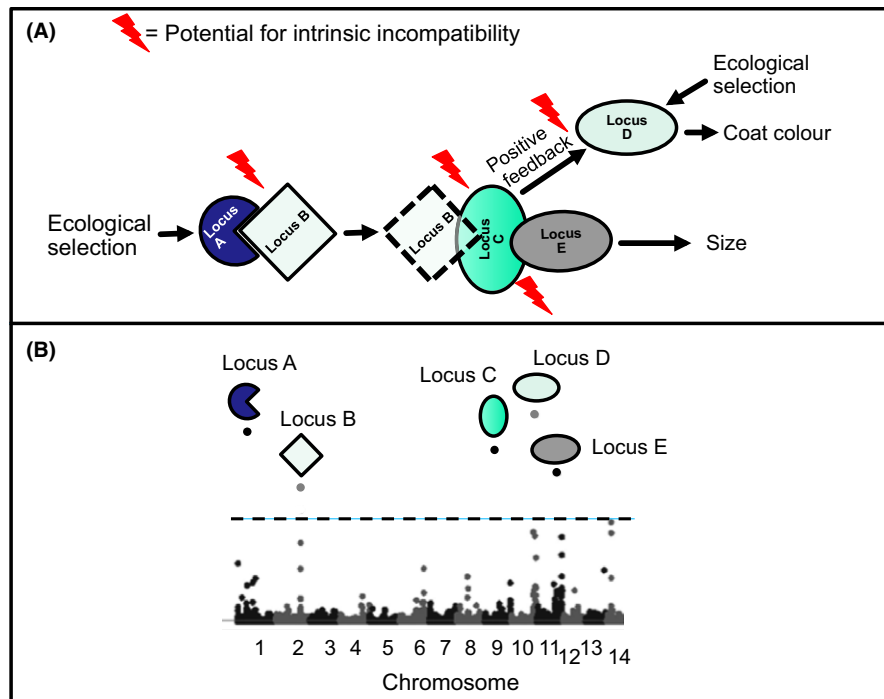 (A)
= Potential for intrinsic incompatibility
Ecological
selection
Locus
D
Coat colour
Positive
feedback
Ecological
selection
Locus
A
Locus B
Locus B
Locus
C
Locus
E
Size
(B)
Locus A
Locus B
Locus C
Locus D
Locus E
1 2 3 4 5 6 7 8 9 10 11 12 13 14
Chromosome